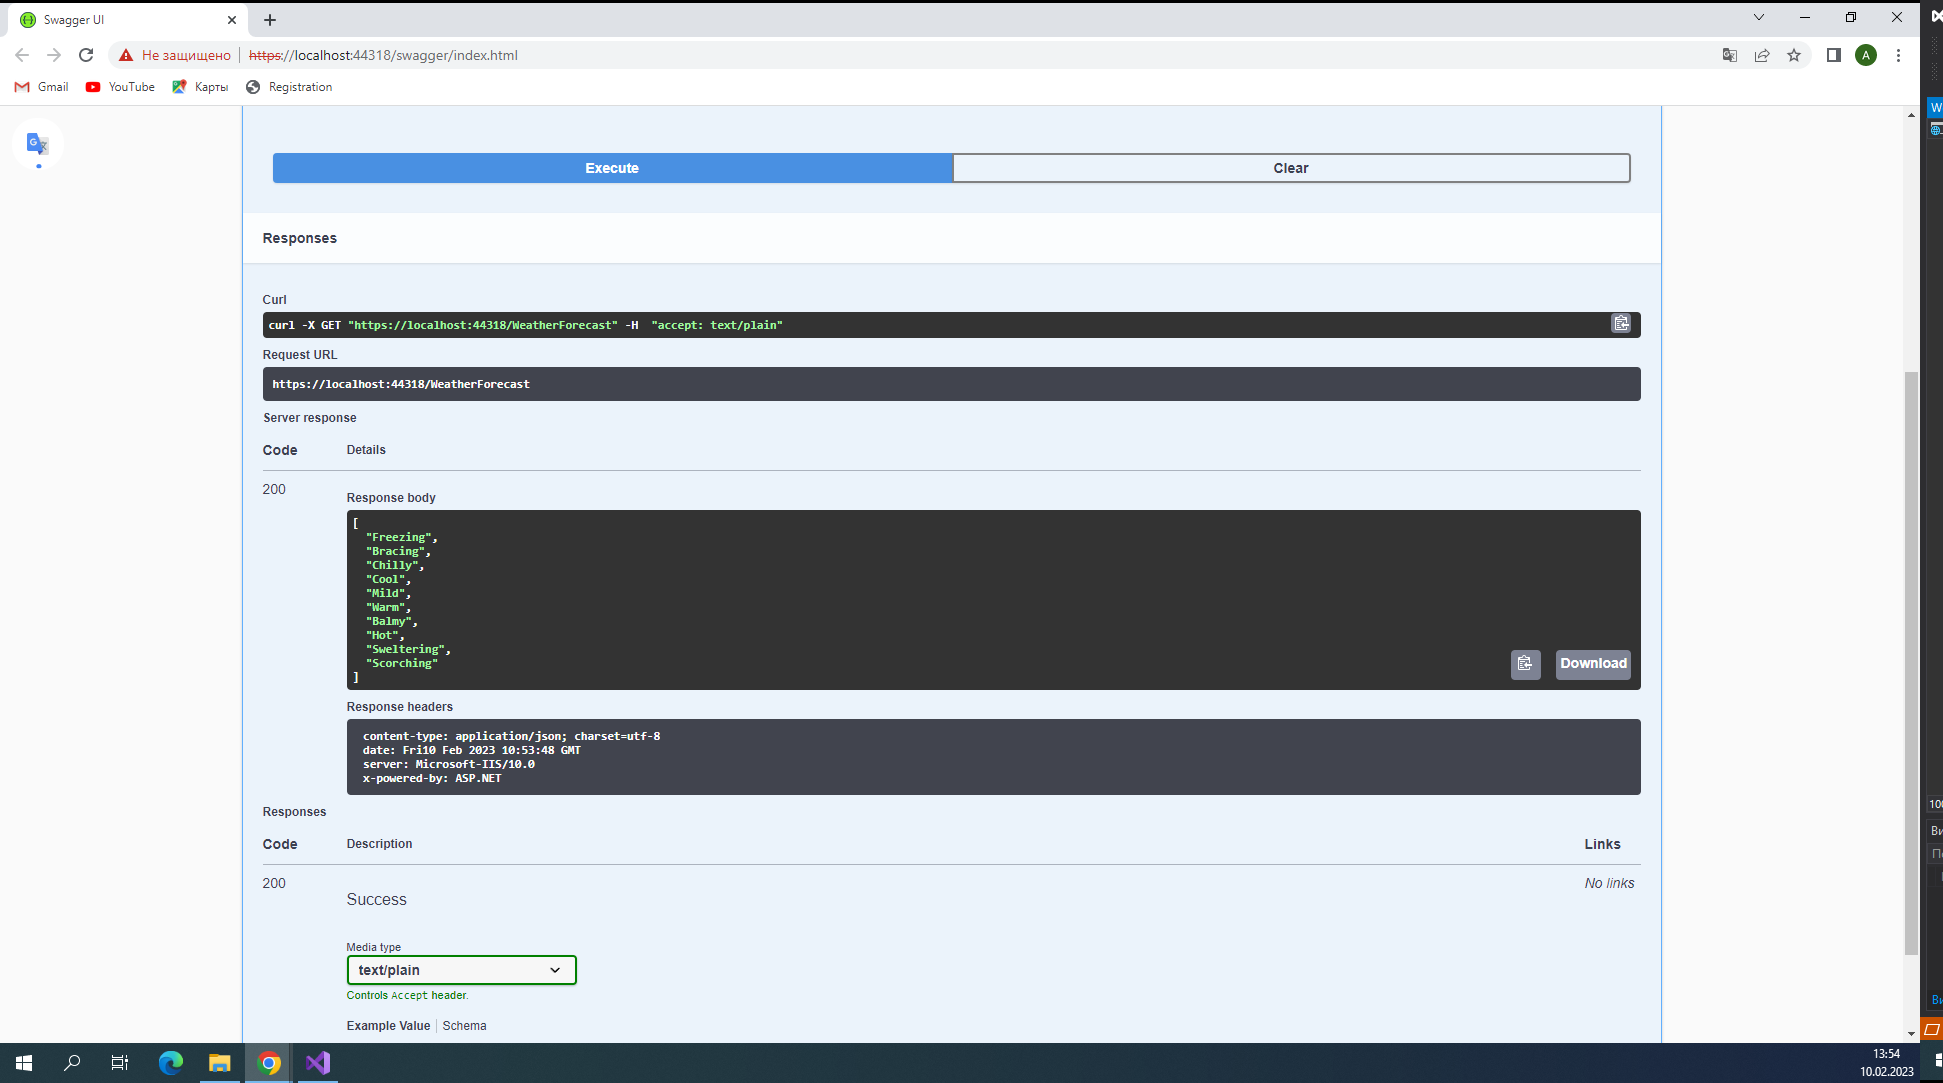 Swagger UI
Не защищено https://localhost:44318/swagger/index.html
A
Gmail YouTube Карты Registration
Execute Clear
Responses
Curl
curl -X GET "https://localhost:44318/WeatherForecast" -H  "accept: text/plain"
Request URL
https://localhost:44318/WeatherForecast
Server response
Code Details
200
Response body
[
"Freezing",
"Bracing",
"Chilly",
"Cool",
"Mild",
"Warm",
"Balmy",
"Hot",
"Sweltering",
"Scorching"
]
Download
Response headers
content-type: application/json; charset=utf-8
date: Fri10 Feb 2023 10:53:48 GMT
server: Microsoft-IIS/10.0
x-powered-by: ASP.NET
Responses
Code Description Links
200 No links
Success
Media type
text/plain
Controls Accept header.
Example Value Schema
13:54
10.02.2023